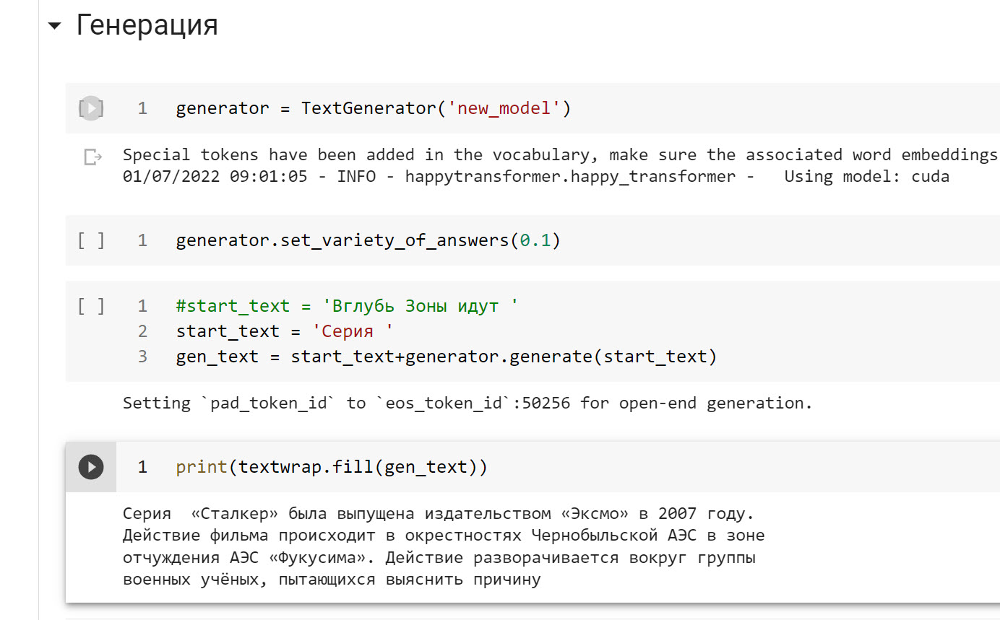 Генерация
[ ] 1 generator = TextGenerator('new_model')
Special tokens have been added in the vocabulary, make sure the associated word embeddings
01/07/2022 09:01:05 - INFO - happytransformer.happy_transformer -   Using model: cuda
[ ] 1 generator.set_variety_of_answers(0.1)
[ ] 1 #start_text = 'Вглубь Зоны идут '
2 start_text = 'Серия '
3 gen_text = start_text+generator.generate(start_text)
Setting `pad_token_id` to `eos_token_id`:50256 for open-end generation.
1 print(textwrap.fill(gen_text))
Серия  «Сталкер» была выпущена издательством «Эксмо» в 2007 году.
Действие фильма происходит в окрестностях Чернобыльской АЭС в зоне
отчуждения АЭС «Фукусима». Действие разворачивается вокруг группы
военных учёных, пытающихся выяснить причину